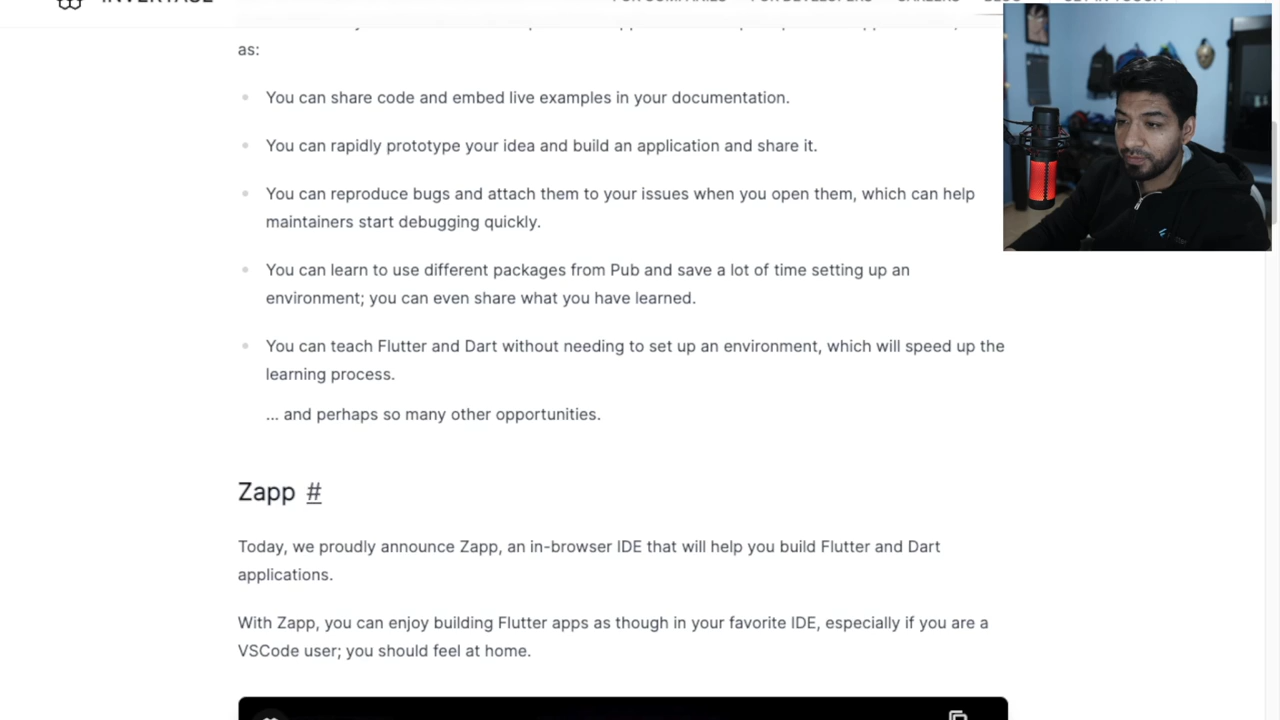 as:
You can share code and embed live examples in your documentation.
You can rapidly prototype your idea and build an application and share it.
You can reproduce bugs and attach them to your issues when you open them, which can help
maintainers start debugging quickly.
You can learn to use different packages from Pub and save a lot of time setting up an
environment; you can even share what you have learned.
You can teach Flutter and Dart without needing to set up an environment, which will speed up the
learning process.
... and perhaps so many other opportunities.
Zapp #
Today, we proudly announce Zapp, an in-browser IDE that will help you build Flutter and Dart
applications.
With Zapp, you can enjoy building Flutter apps as though in your favorite IDE, especially if you are a
VSCode user; you should feel at home.